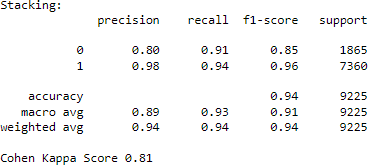 Stacking:
precision recall f1-score support
0 0.80 0.91 0.85 1865
1 0.98 0.94 0.96 7360
accuracy 0.94 9225
macro avg 0.89 0.93 0.91 9225
weighted avg 0.94 0.94 0.94 9225
Cohen Kappa Score 0.81